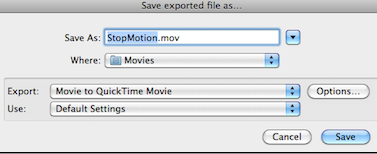 Save exported file as...
Save As: StopMotion.mov
Where: Movies
Export: Movie to QuickTime Movie Options...
Use: Default Settings
Cancel Save